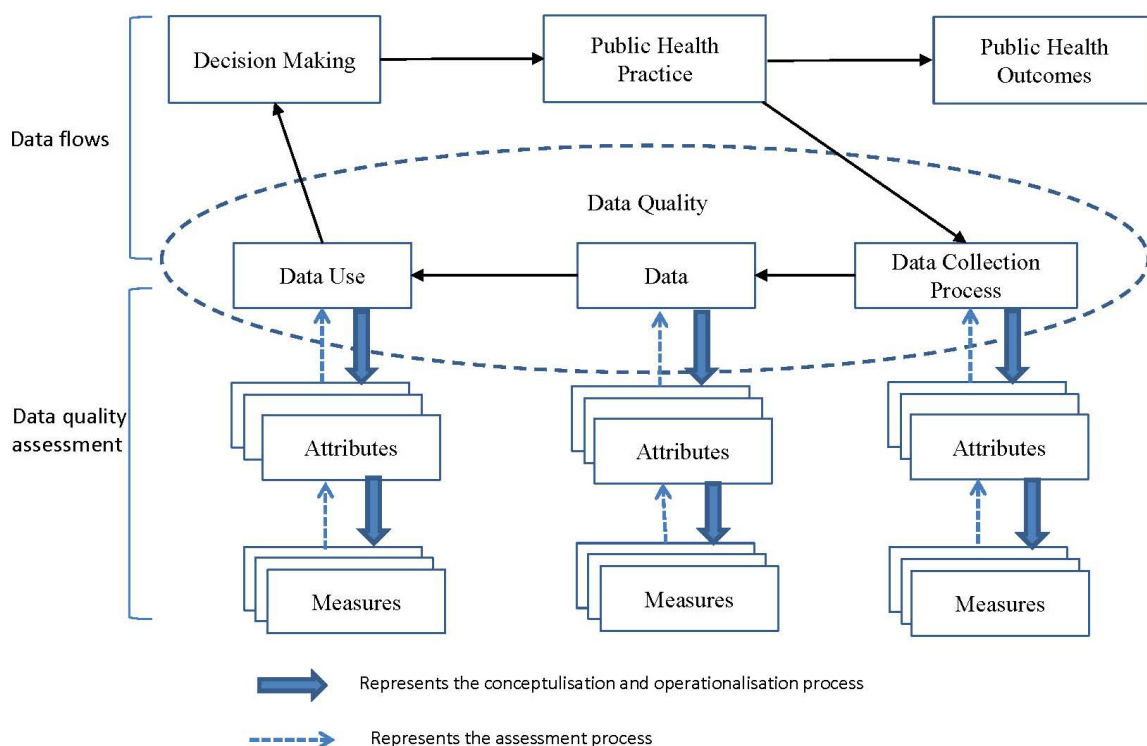 Decision Making
Public Health
Practice
Public Health
Outcomes
Data flows
Data Quality
Data Use
Data
Data Collection
Process
Data quality
assessment
Attributes
Attributes
Attributes
Measures
Measures
Measures
Represents the conceptulisation and operationalisation process
Represents the assessment process